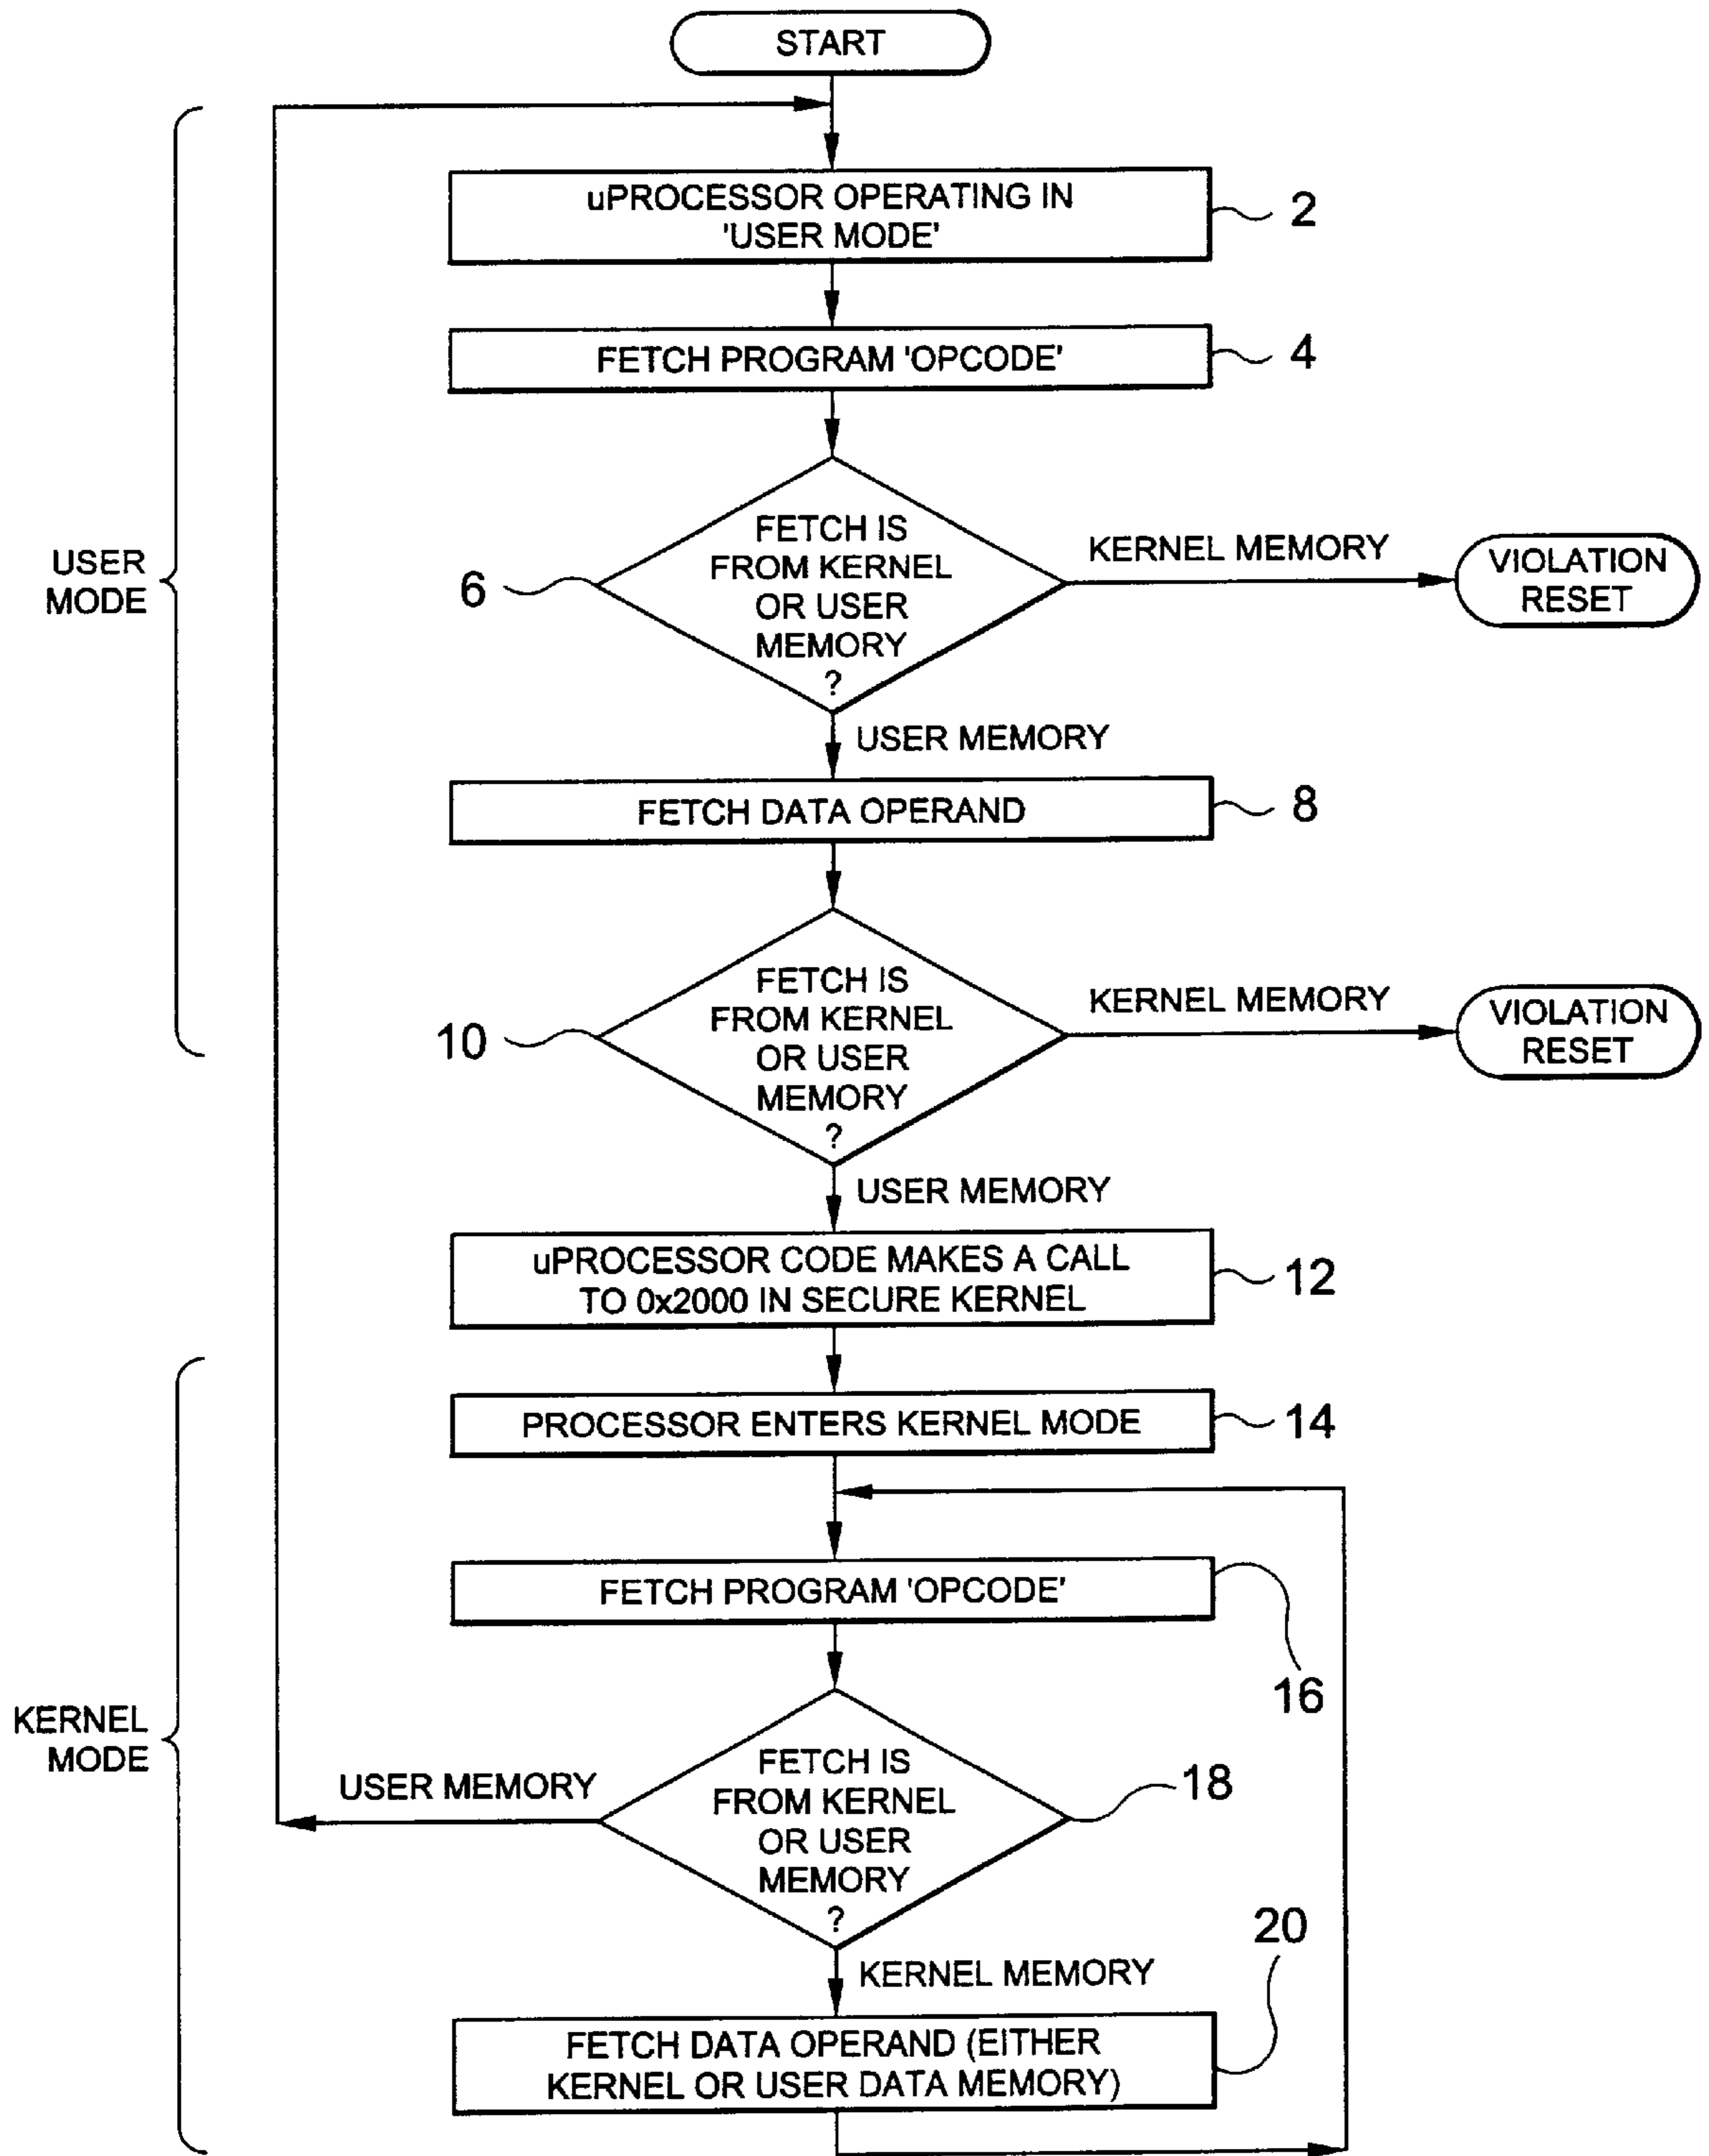 START
uPROCESSOR OPERATING IN
'USER MODE'
2
FETCH PROGRAM 'OPCODE'
4
USER
MODE
6
FETCH IS
FROM KERNEL
OR USER
MEMORY
?
KERNEL MEMORY
VIOLATION
RESET
USER MEMORY
FETCH DATA OPERAND
8
10
FETCH IS
FROM KERNEL
OR USER
MEMORY
?
KERNEL MEMORY
VIOLATION
RESET
USER MEMORY
uPROCESSOR CODE MAKES A CALL
TO 0x2000 IN SECURE KERNEL
12
PROCESSOR ENTERS KERNEL MODE
14
FETCH PROGRAM 'OPCODE'
16
KERNEL
MODE
USER MEMORY
FETCH IS
FROM KERNEL
OR USER
MEMORY
?
18
KERNEL MEMORY
20
FETCH DATA OPERAND (EITHER
KERNEL OR USER DATA MEMORY)